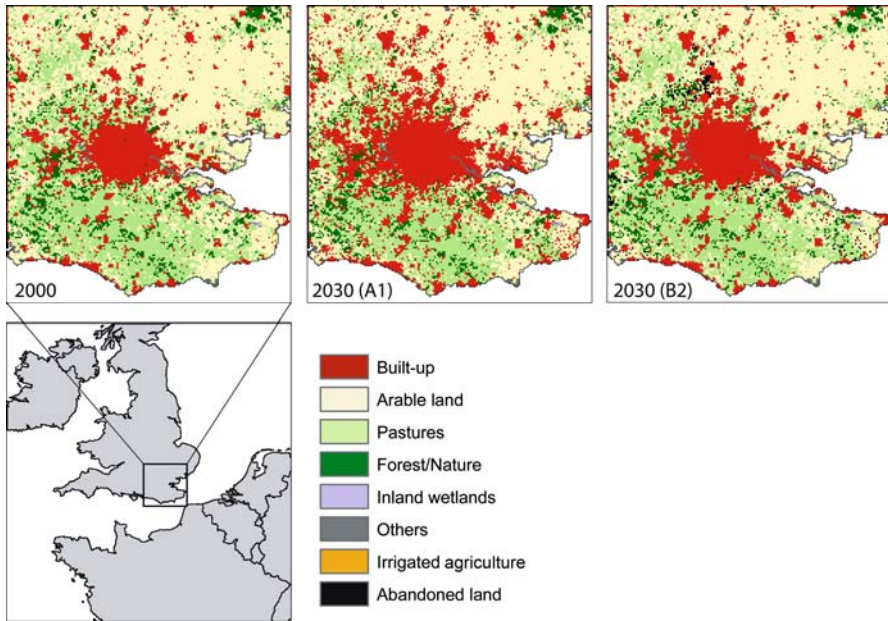 2000
2030 (A1)
2030 (B2)
Built-up
Arable land
Pastures
Forest/Nature
Inland wetlands
Others
Irrigated agriculture
Abandoned land